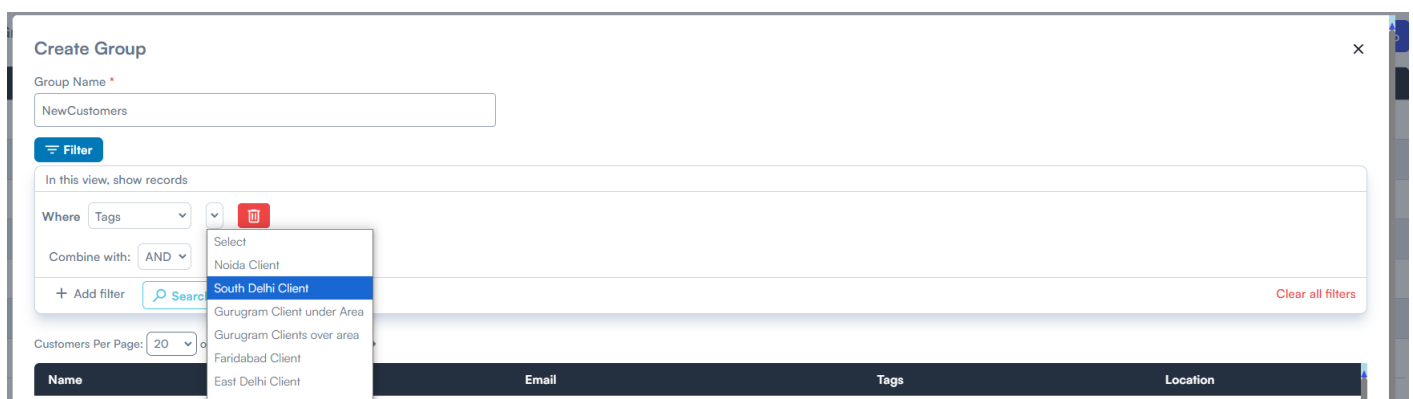 Create Group
Group Name *
NewCustomers
Filter
In this view, show records
Where Tags
Select
Combine with: AND
Noida Client
South Delhi Client
+ Add filter
Clear all filters
Gurugram Client under Area
Gurugram Clients over area
Customers Per Page: 20
Faridabad Client
East Delhi Client
Name Email Tags Location